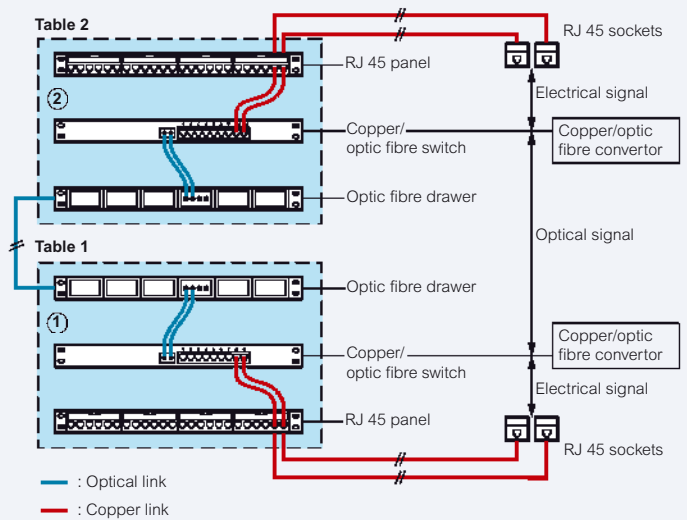 Table 2
RJ 45 sockets
RJ 45 panel
2
Electrical signal
Copper/
optic fibre switch
Copper/optic
fibre convertor
Optic fibre drawer
Optical signal
Table 1
Optic fibre drawer
1
Copper/
optic fibre switch
Copper/optic
fibre convertor
Electrical signal
RJ 45 panel
RJ 45 sockets
: Optical link
: Copper link